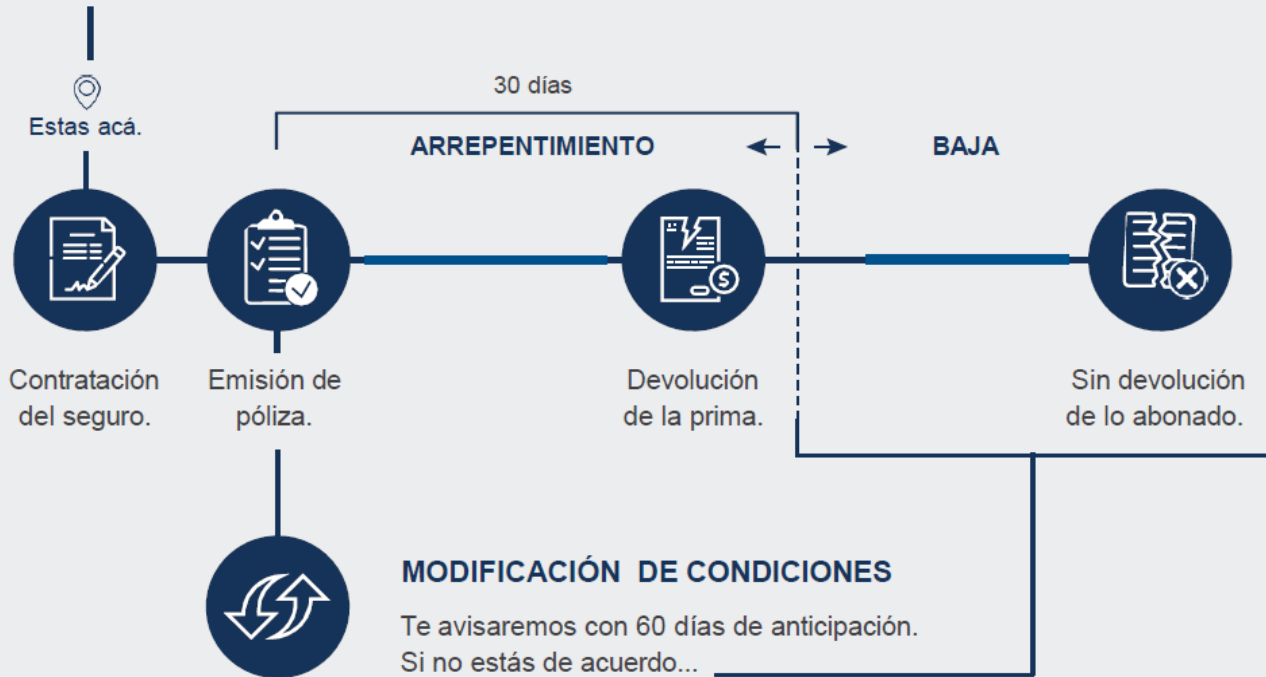 Estas acá.
30 días
ARREPENTIMIENTO
BAJA
Contratación
del seguro.
Emisión de
póliza.
Devolución
de la prima.
Sin devolución
de lo abonado.
MODIFICACIÓN DE CONDICIONES
Te avisaremos con 60 días de anticipación.
Si no estás de acuerdo...